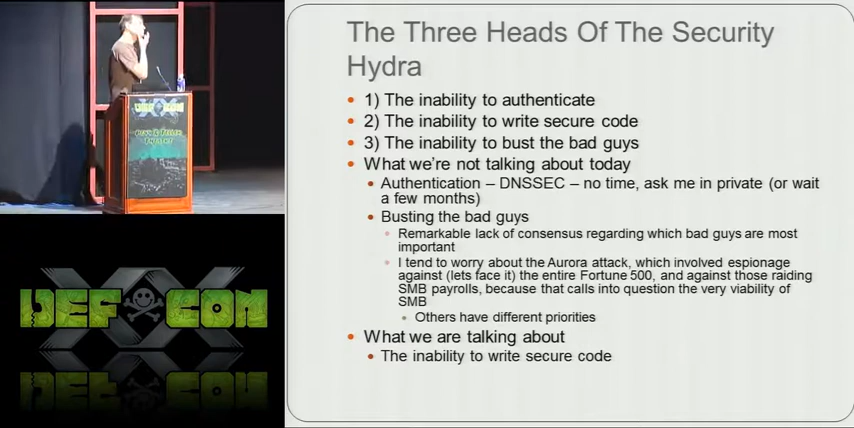 The Three Heads Of The Security
Hydra
• 1) The inability to authenticate
• 2) The inability to write secure code
• 3) The inability to bust the bad guys
• What we're not talking about today
• Authentication – DNSSEC – no time, ask me in private (or wait
a few months)
• Busting the bad guys
• Remarkable lack of consensus regarding which bad guys are most
important
• I tend to worry about the Aurora attack, which involved espionage
against (lets face it) the entire Fortune 500, and against those raiding
SMB payrolls, because that calls into question the very viability of
SMB
• Others have different priorities
• What we are talking about
• The inability to write secure code
DEF CON
DEF CON
XX